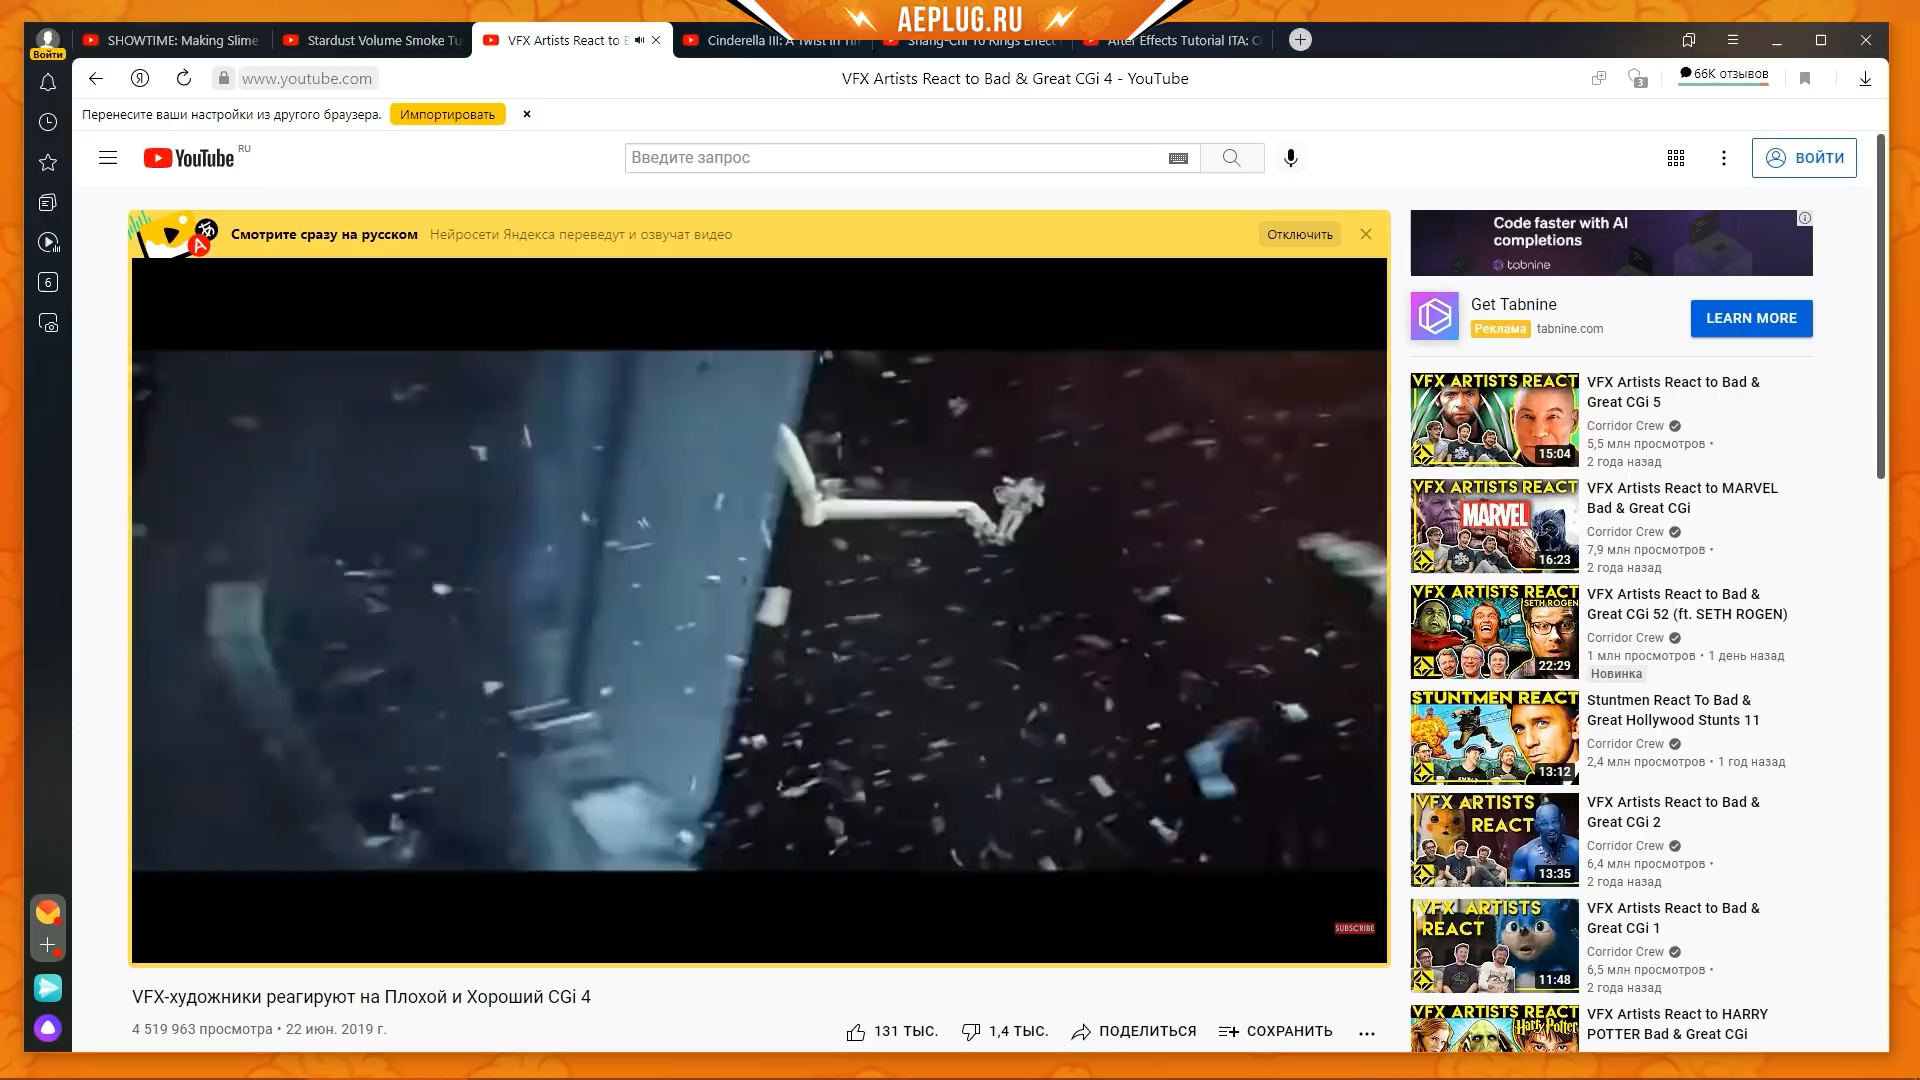 AEPLUG.RU
Войти
SHOWTIME: Making Slime
Stardust Volume Smoke Tu
VFX Artists React to B
Cinderella III: A Twist in Tim
Shang-Chi 10 Rings Effect
After Effects Tutorial ITA: C
www.youtube.com
VFX Artists React to Bad & Great CGi 4 - YouTube
3
66K отзывов
Перенесите ваши настройки из другого браузера.
Импортировать
YouTube RU
Введите запрос
ВОЙТИ
6
Смотрите сразу на русском
Нейросети Яндекса переведут и озвучат видео
Отключить
SUBSCRIBE
VFX-художники реагируют на Плохой и Хороший CGi 4
4 519 963 просмотра • 22 июн. 2019 г.
131 ТЫС.
1,4 ТЫС.
ПОДЕЛИТЬСЯ
СОХРАНИТЬ
Code faster with AI
completions
tabnine
Get Tabnine
Реклама tabnine.com
LEARN MORE
VFX ARTISTS REACT
15:04
VFX Artists React to Bad &
Great CGi 5
Corridor Crew
5,5 млн просмотров •
2 года назад
VFX ARTISTS REACT
MARVEL
16:23
VFX Artists React to MARVEL
Bad & Great CGi
Corridor Crew
7,9 млн просмотров •
2 года назад
VFX ARTISTS REACT
SETH ROGEN
22:29
VFX Artists React to Bad &
Great CGi 52 (ft. SETH ROGEN)
Corridor Crew
1 млн просмотров • 1 день назад
Новинка
STUNTMEN REACT
13:12
Stuntmen React To Bad &
Great Hollywood Stunts 11
Corridor Crew
2,4 млн просмотров • 1 год назад
VFX ARTISTS
REACT
13:35
VFX Artists React to Bad &
Great CGi 2
Corridor Crew
6,4 млн просмотров •
2 года назад
VFX ARTISTS
REACT
11:48
VFX Artists React to Bad &
Great CGi 1
Corridor Crew
6,5 млн просмотров •
2 года назад
VFX ARTISTS REACT
Harry Potter
VFX Artists React to HARRY
POTTER Bad & Great CGi